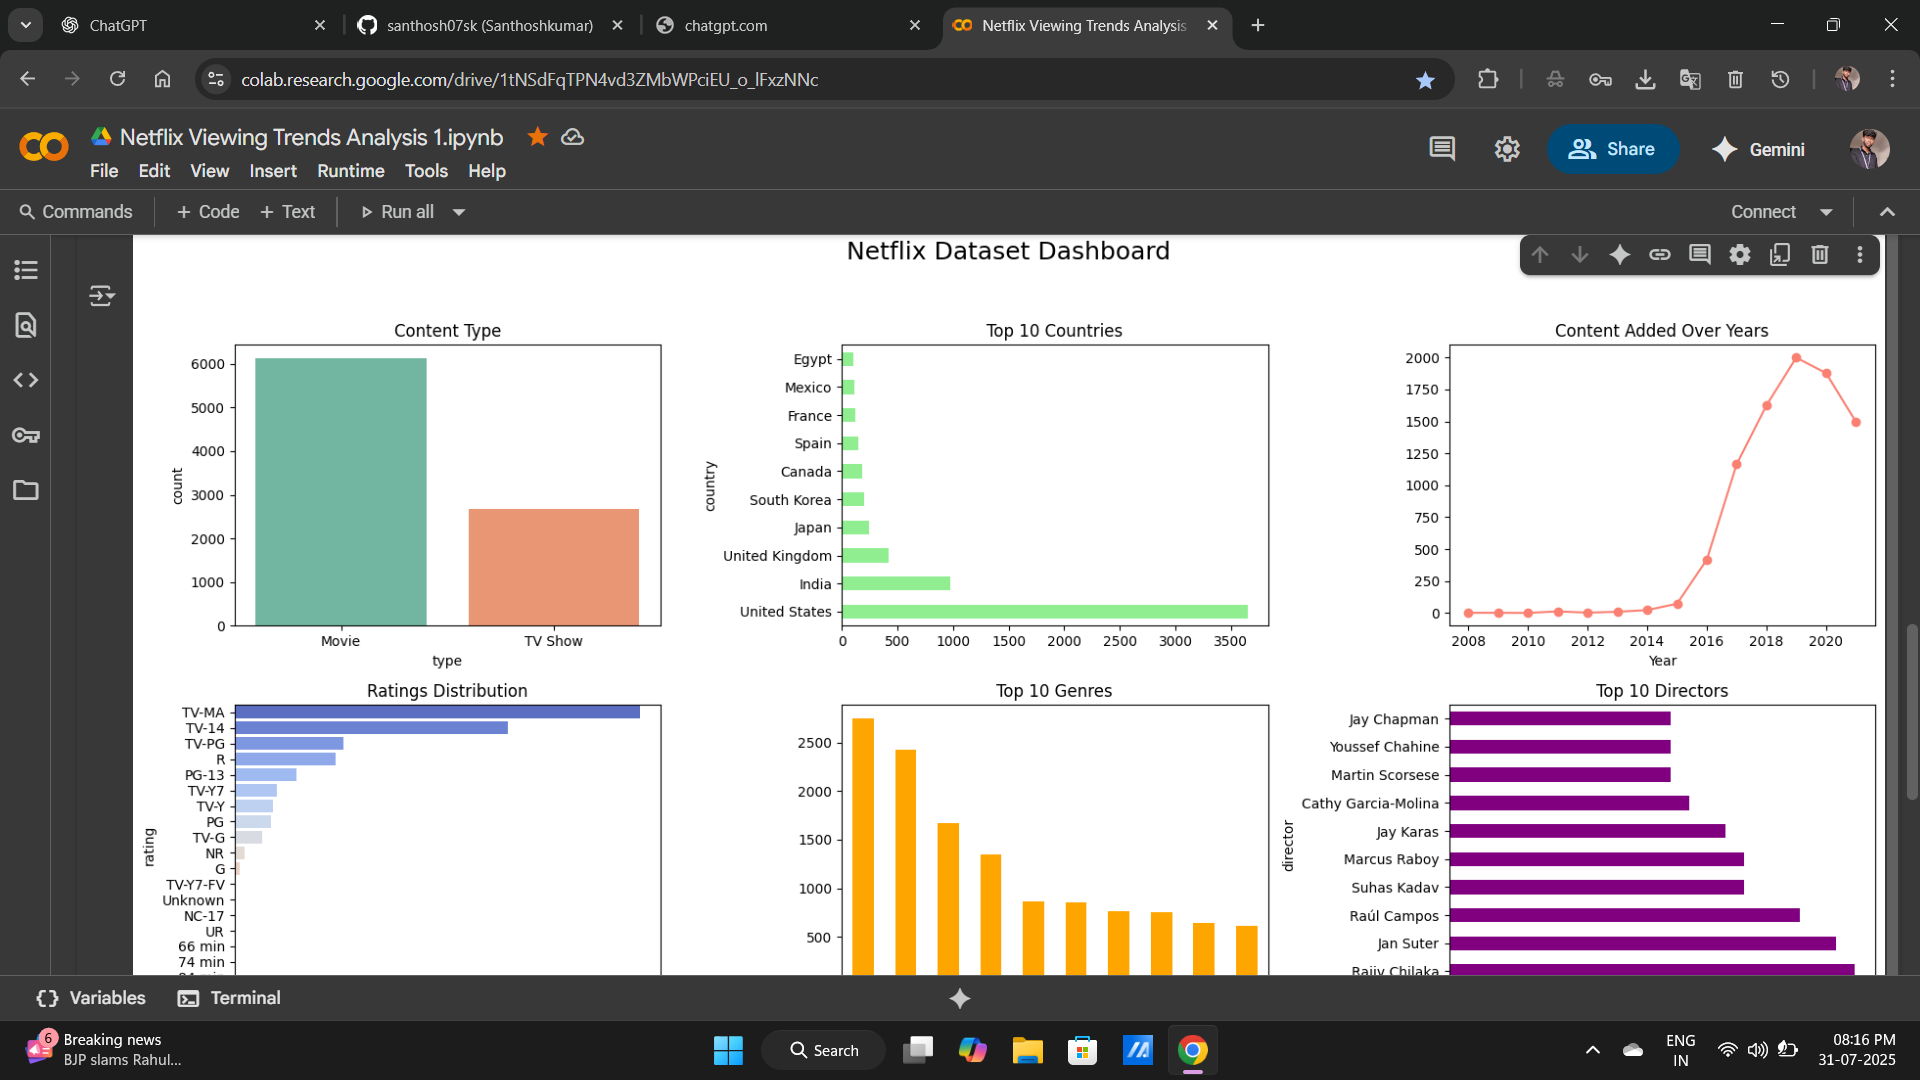 ChatGPT
santhosh07sk (Santhoshkumar)
chatgpt.com
Netflix Viewing Trends Analysis
colab.research.google.com/drive/1tNSdFqTPN4vd3ZMbWPciEU_o_lFxzNNc
Netflix Viewing Trends Analysis 1.ipynb
File Edit View Insert Runtime Tools Help
Share
Gemini
Commands + Code + Text Run all
Connect
Netflix Dataset Dashboard
Content Type
6000
5000
4000
3000
2000
1000
0
count
Movie TV Show
type
Top 10 Countries
Egypt
Mexico
France
Spain
Canada
South Korea
Japan
United Kingdom
India
United States
country
0 500 1000 1500 2000 2500 3000 3500
Content Added Over Years
2000
1750
1500
1250
1000
750
500
250
0
2008 2010 2012 2014 2016 2018 2020
Year
Ratings Distribution
TV-MA
TV-14
TV-PG
R
PG-13
TV-Y7
TV-Y
PG
TV-G
NR
G
TV-Y7-FV
Unknown
NC-17
UR
66 min
74 min
rating
Top 10 Genres
2500
2000
1500
1000
500
Top 10 Directors
Jay Chapman
Youssef Chahine
Martin Scorsese
Cathy Garcia-Molina
Jay Karas
Marcus Raboy
Suhas Kadav
Raúl Campos
Jan Suter
Rajiv Chilaka
director
Variables
Terminal
6
Breaking news
BJP slams Rahul...
Search
ENG
IN
08:16 PM
31-07-2025